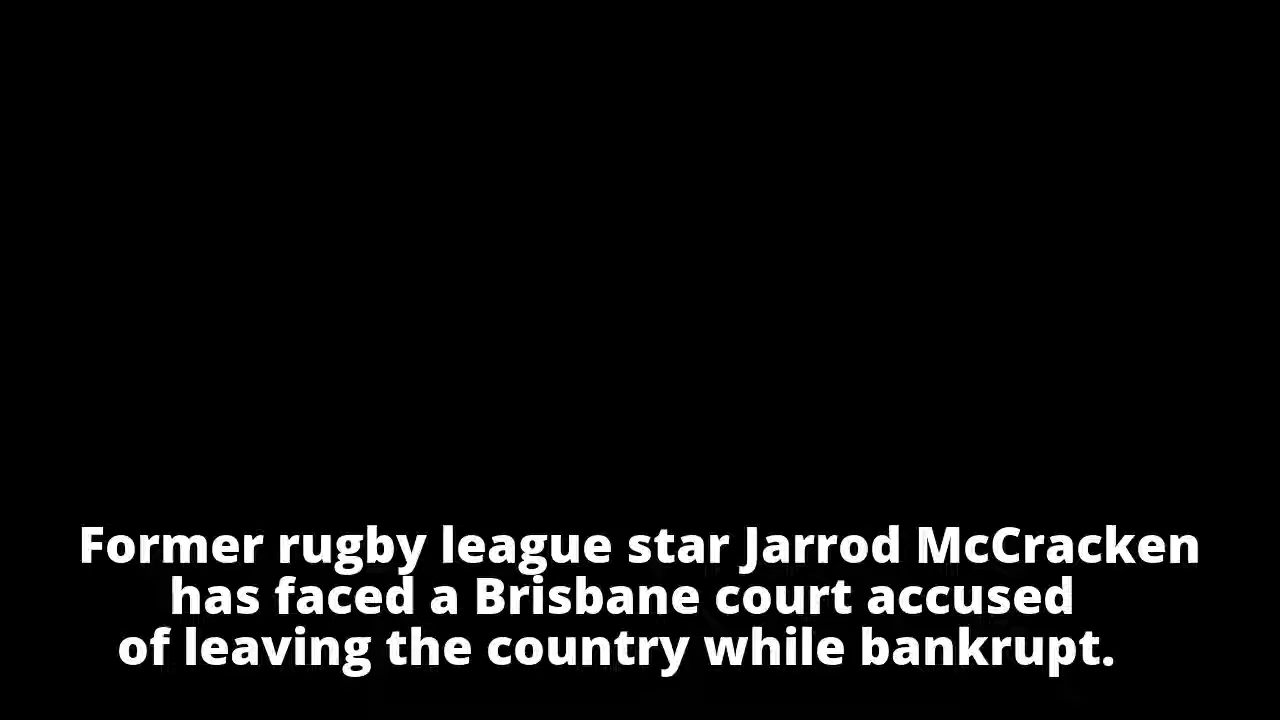 Former rugby league star Jarrod McCracken
has faced a Brisbane court accused
of leaving the country while bankrupt.